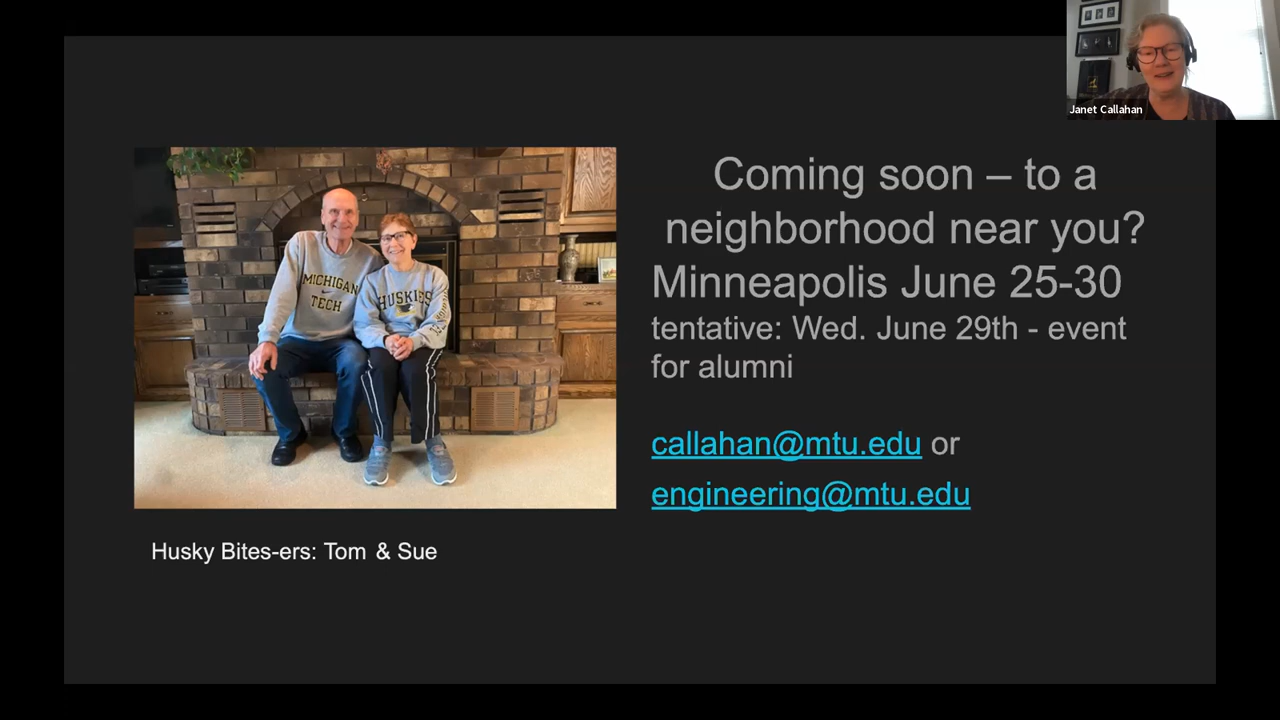 Janet Callahan
Coming soon – to a
neighborhood near you?
Minneapolis June 25-30
tentative: Wed. June 29th - event
for alumni
callahan@mtu.edu or
engineering@mtu.edu
MICHIGAN
TECH
HUSKIES
Husky Bites-ers: Tom & Sue